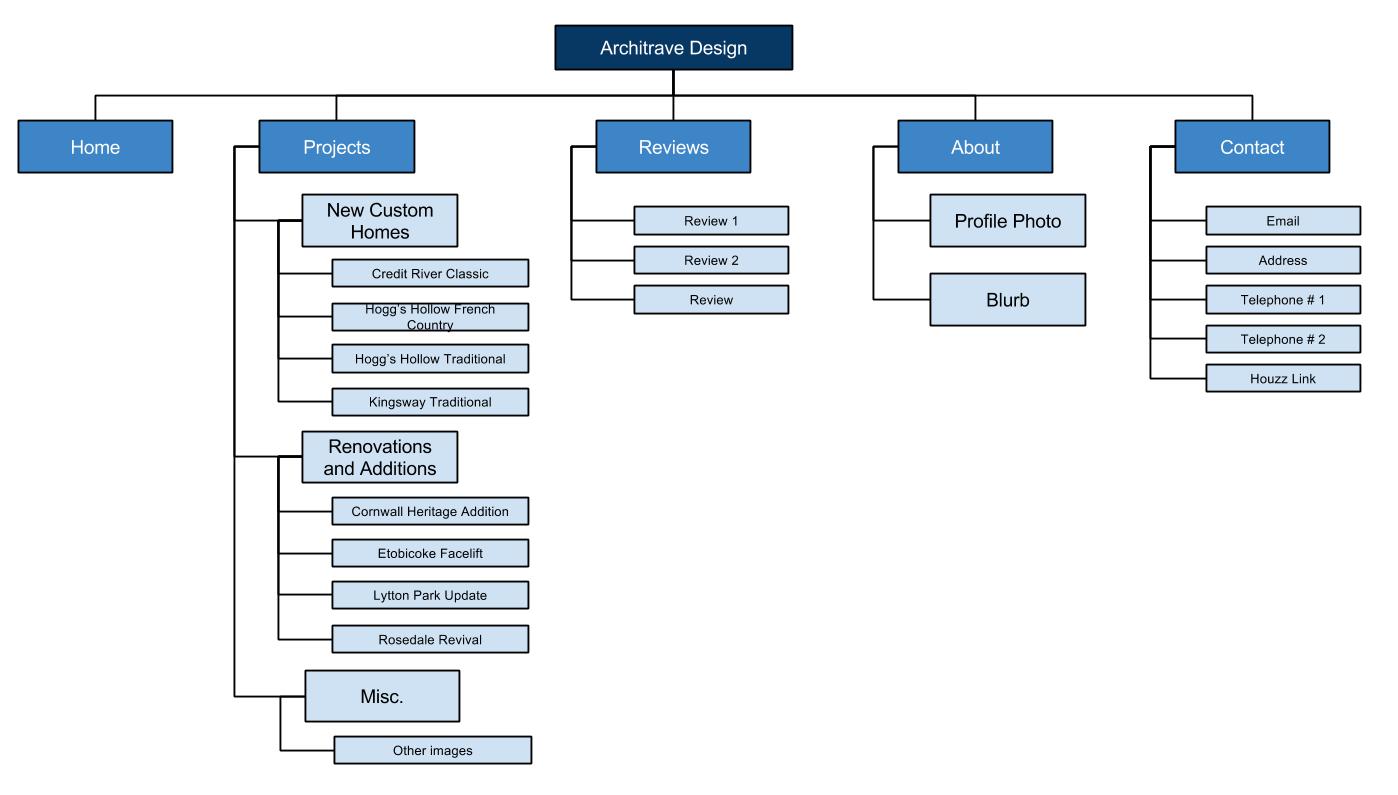 Architrave Design
Home
Projects
Reviews
About
Contact
New Custom
Homes
Credit River Classic
Hogg's Hollow French
Country
Hogg's Hollow Traditional
Kingsway Traditional
Renovations
and Additions
Cornwall Heritage Addition
Etobicoke Facelift
Lytton Park Update
Rosedale Revival
Misc.
Other images
Review 1
Review 2
Review
Profile Photo
Blurb
Email
Address
Telephone # 1
Telephone # 2
Houzz Link